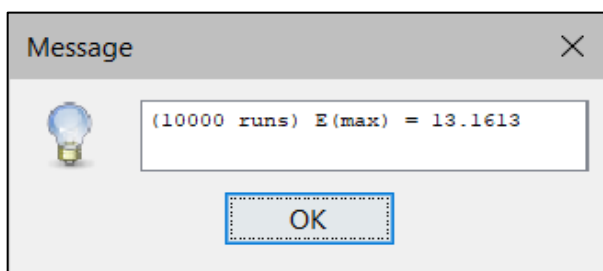 Message
(10000 runs) E(max) = 13.1613
OK